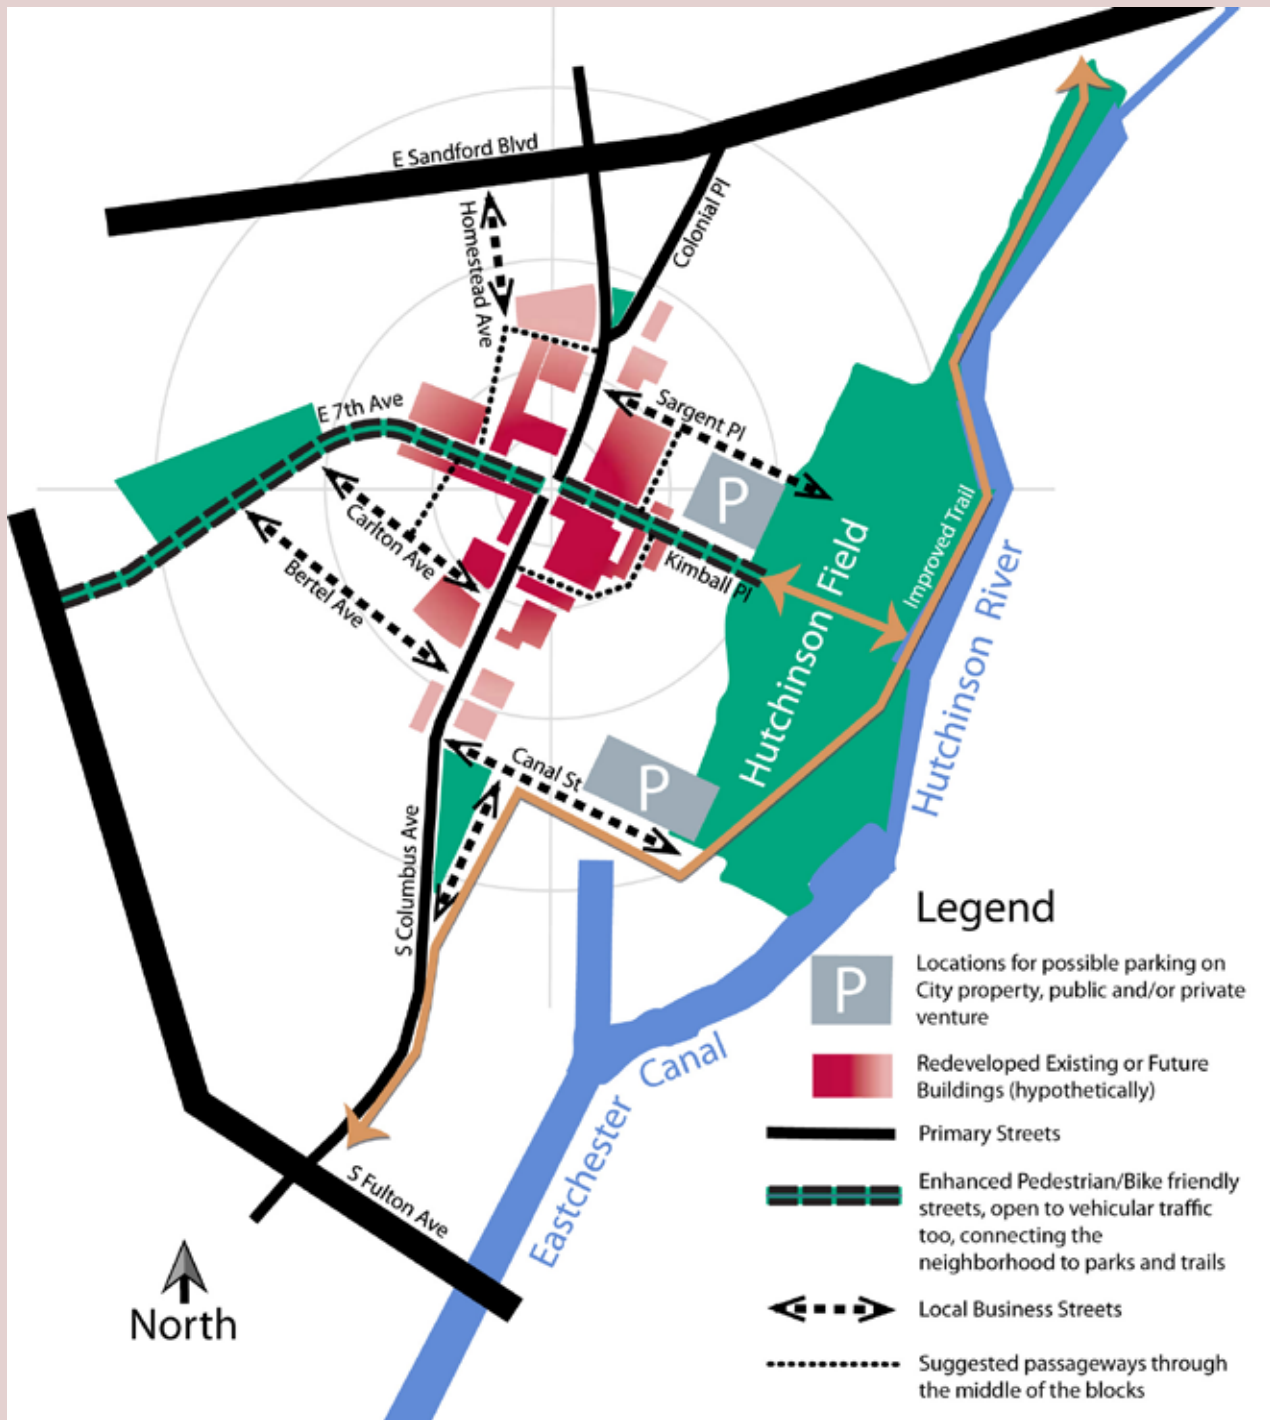 E Sandford Blvd
Homestead Ave
Colonial Pl
E 7th Ave
Sargent Pl
P
Carlton Ave
Bertel Ave
Kimball Pl
Hutchinson Field
Improved Trail
Hutchinson River
Canal St
P
S Columbus Ave
Eastchester Canal
S Fulton Ave
North
Legend
P
Locations for possible parking on
City property, public and/or private
venture
Redeveloped Existing or Future
Buildings (hypothetically)
Primary Streets
Enhanced Pedestrian/Bike friendly
streets, open to vehicular traffic
too, connecting the
neighborhood to parks and trails
Local Business Streets
Suggested passageways through
the middle of the blocks